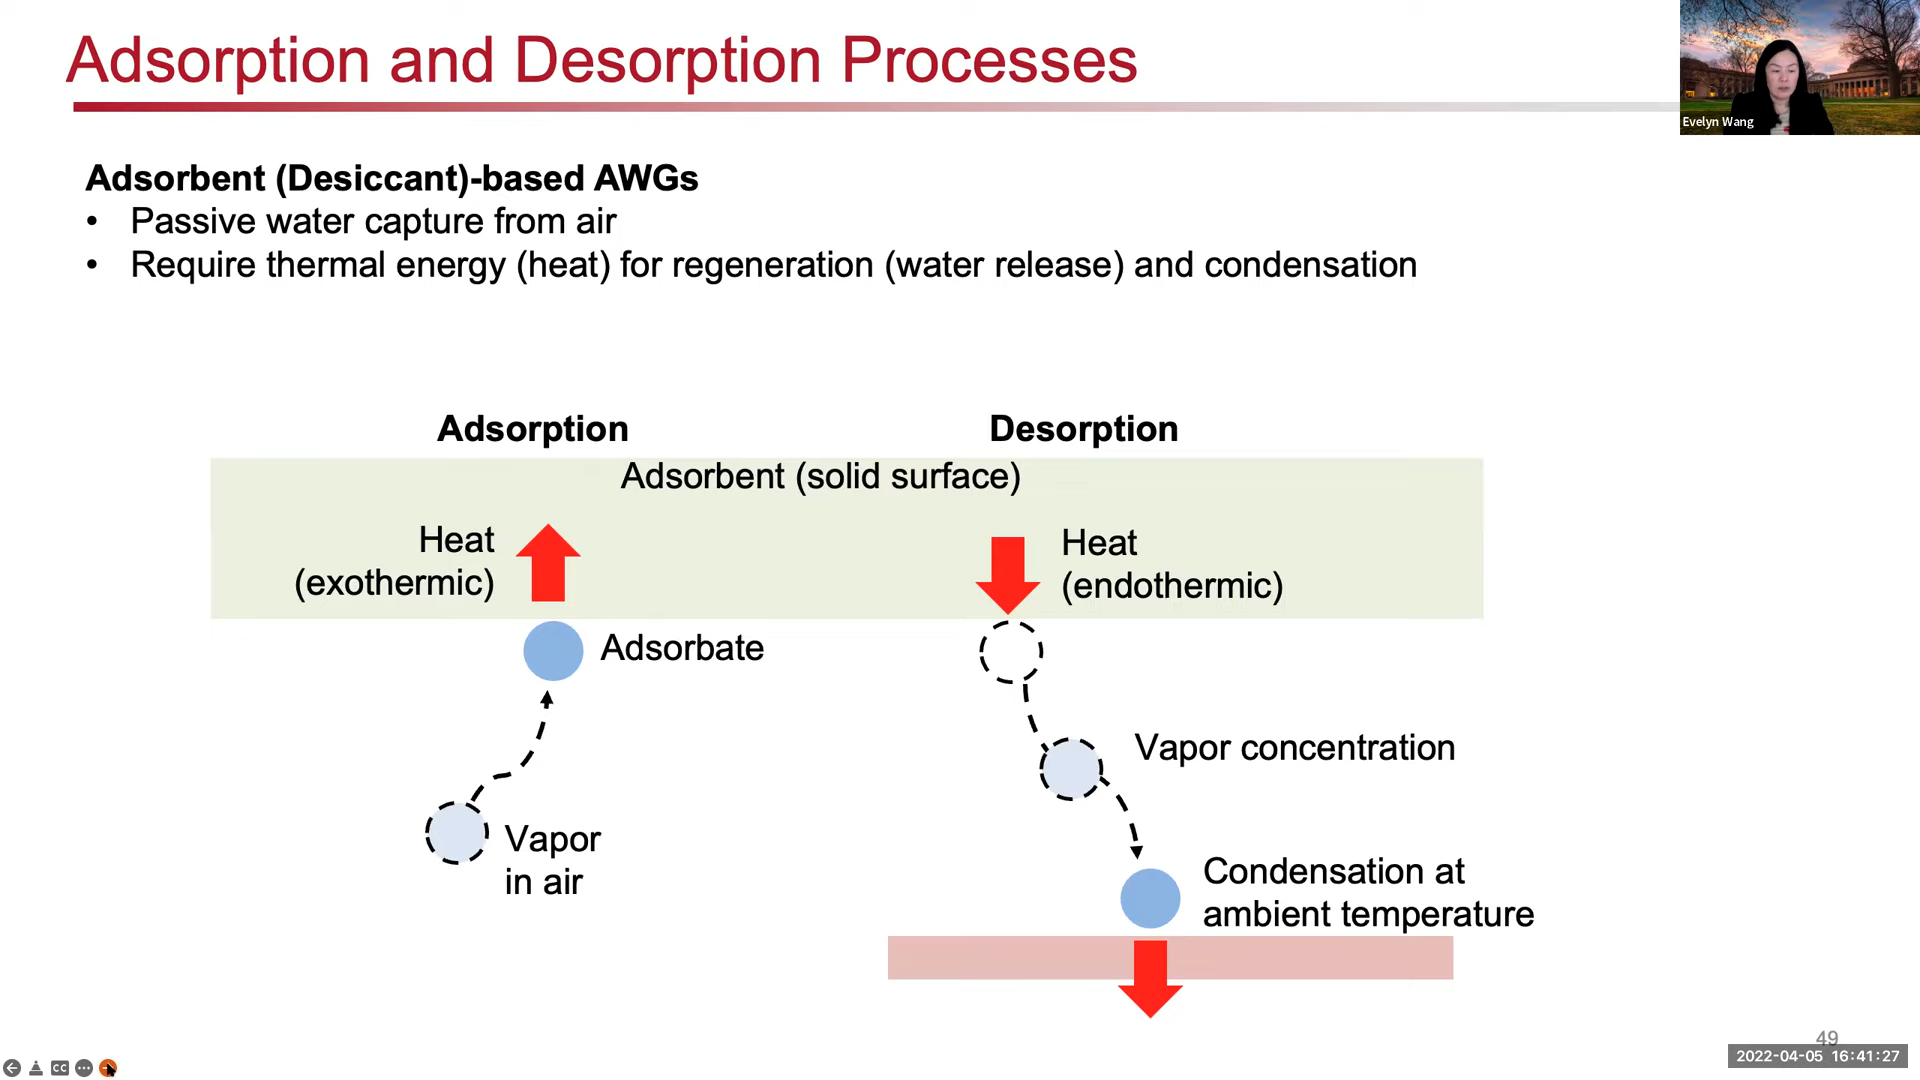 Adsorption and Desorption Processes
Evelyn Wang
Adsorbent (Desiccant)-based AWGs
• Passive water capture from air
• Require thermal energy (heat) for regeneration (water release) and condensation
Adsorption
Desorption
Adsorbent (solid surface)
Heat
(exothermic)
Heat
(endothermic)
Adsorbate
Vapor concentration
Vapor
in air
Condensation at
ambient temperature
49
2022-04-05 16:41:27
CC